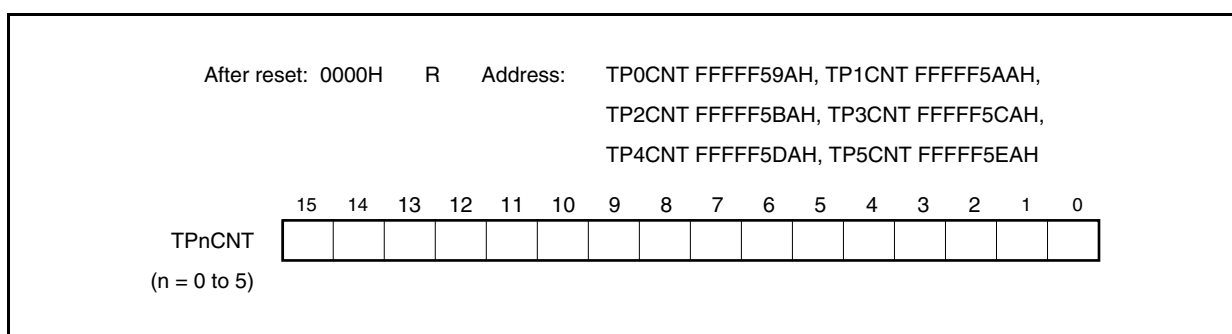 After reset: 0000H R Address: TP0CNT FFFFF59AH, TP1CNT FFFFF5AAH,
TP2CNT FFFFF5BAH, TP3CNT FFFFF5CAH,
TP4CNT FFFFF5DAH, TP5CNT FFFFF5EAH
15 14 13 12 11 10 9 8 7 6 5 4 3 2 1 0
TPnCNT
(n = 0 to 5)